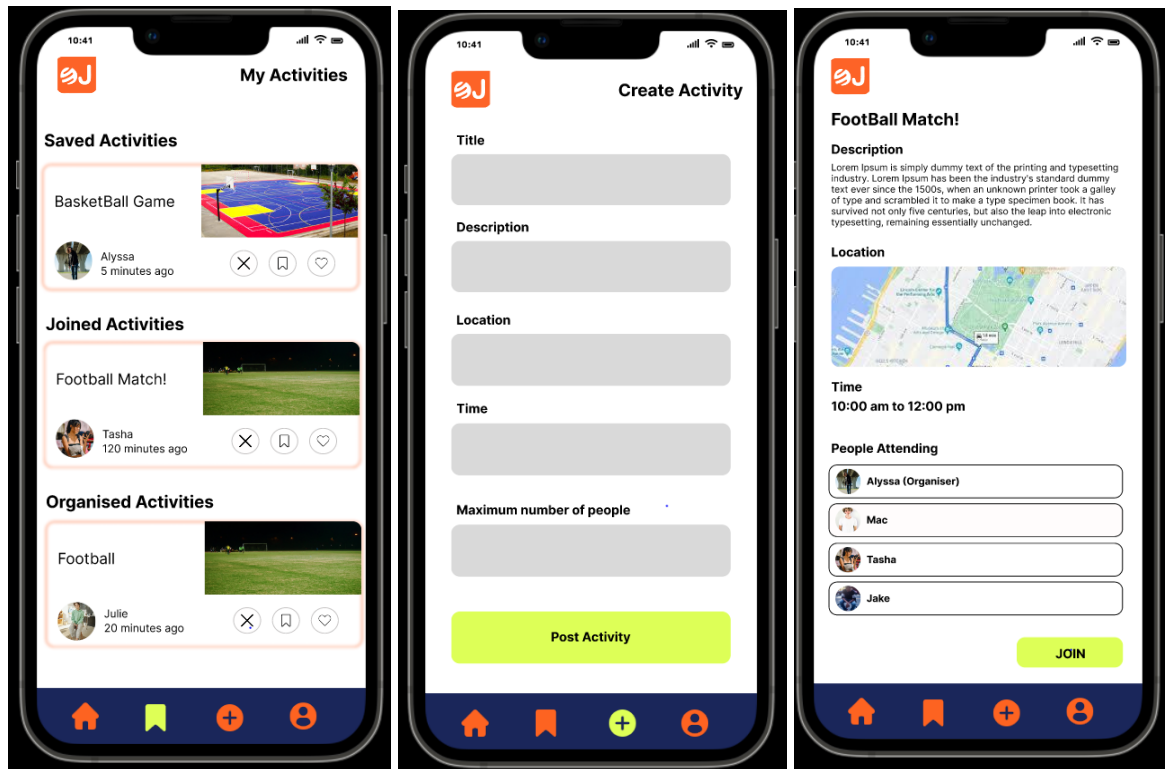 10:41
J
My Activities
Saved Activities
BasketBall Game
Alyssa
5 minutes ago
Joined Activities
Football Match!
Tasha
120 minutes ago
Organised Activities
Football
Julie
20 minutes ago
10:41
J
Create Activity
Title
Description
Location
Time
Maximum number of people
Post Activity
10:41
J
FootBall Match!
Description
Lorem Ipsum is simply dummy text of the printing and typesetting
industry. Lorem Ipsum has been the industry's standard dummy
text ever since the 1500s, when an unknown printer took a galley
of type and scrambled it to make a type specimen book. It has
survived not only five centuries, but also the leap into electronic
typesetting, remaining essentially unchanged.
Location
Time
10:00 am to 12:00 pm
People Attending
Alyssa (Organiser)
Mac
Tasha
Jake
JOIN